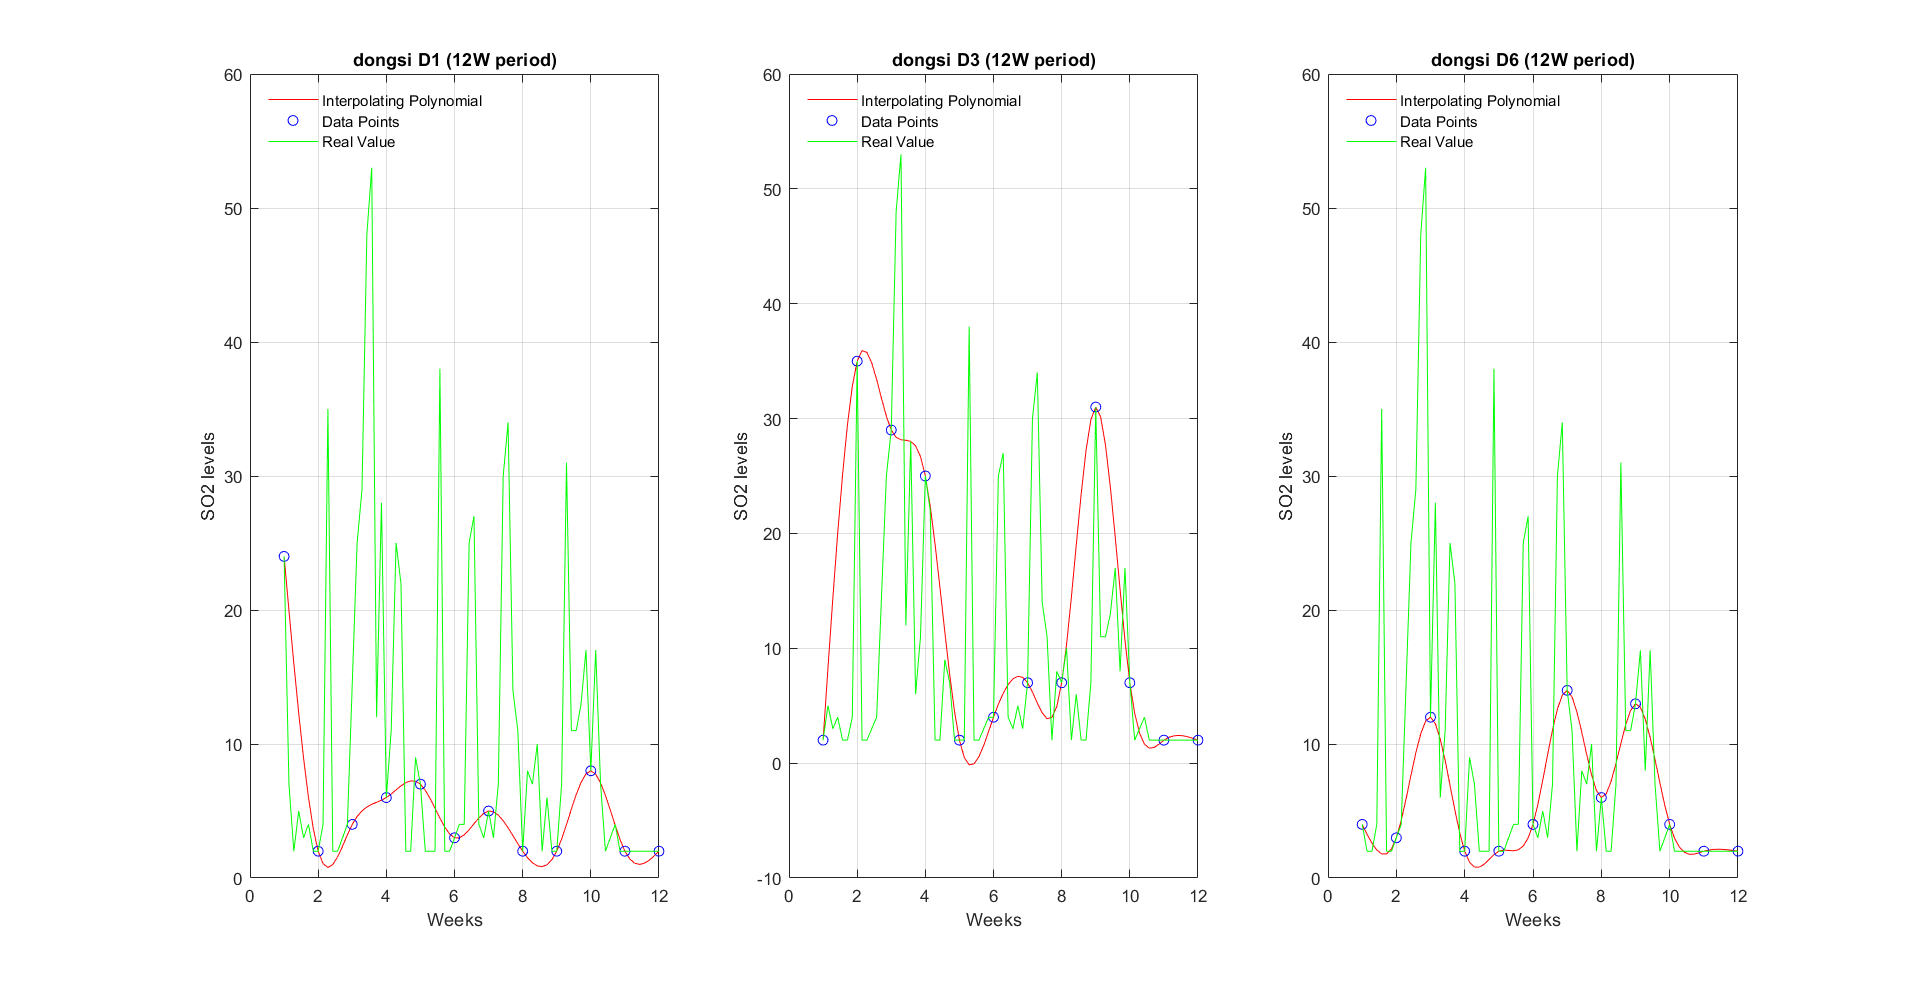 dongsi D1 (12W period)
60
50
40
30
20
10
0
SO2 levels
Interpolating Polynomial
Data Points
Real Value
0 2 4 6 8 10 12
Weeks
dongsi D3 (12W period)
60
50
40
30
20
10
0
-10
SO2 levels
Interpolating Polynomial
Data Points
Real Value
0 2 4 6 8 10 12
Weeks
dongsi D6 (12W period)
60
50
40
30
20
10
0
SO2 levels
Interpolating Polynomial
Data Points
Real Value
0 2 4 6 8 10 12
Weeks